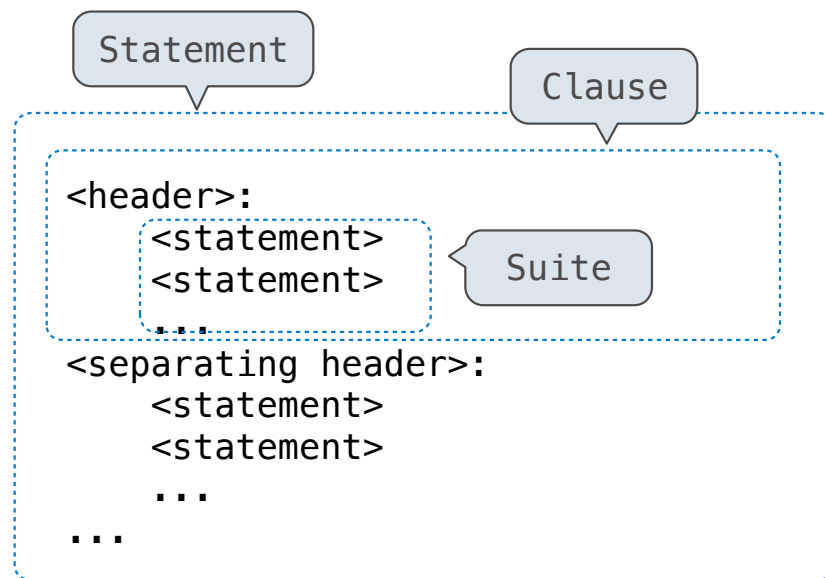 Statement
Clause
<header>:
<statement>
<statement>
...
Suite
<separating header>:
<statement>
<statement>
...
...